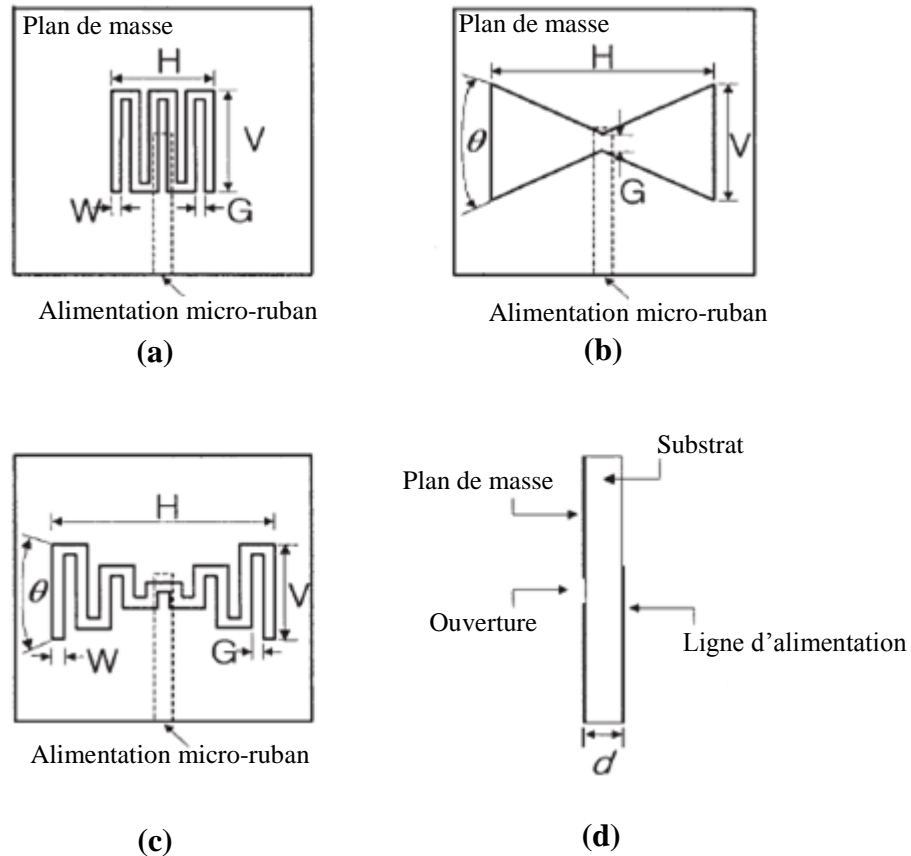 Plan de masse
H
V
W
G
Alimentation micro-ruban
(a)
Plan de masse
H
θ
V
G
Alimentation micro-ruban
(b)
H
θ
V
W
G
Alimentation micro-ruban
(c)
Substrat
Plan de masse
Ouverture
Ligne d'alimentation
d
(d)